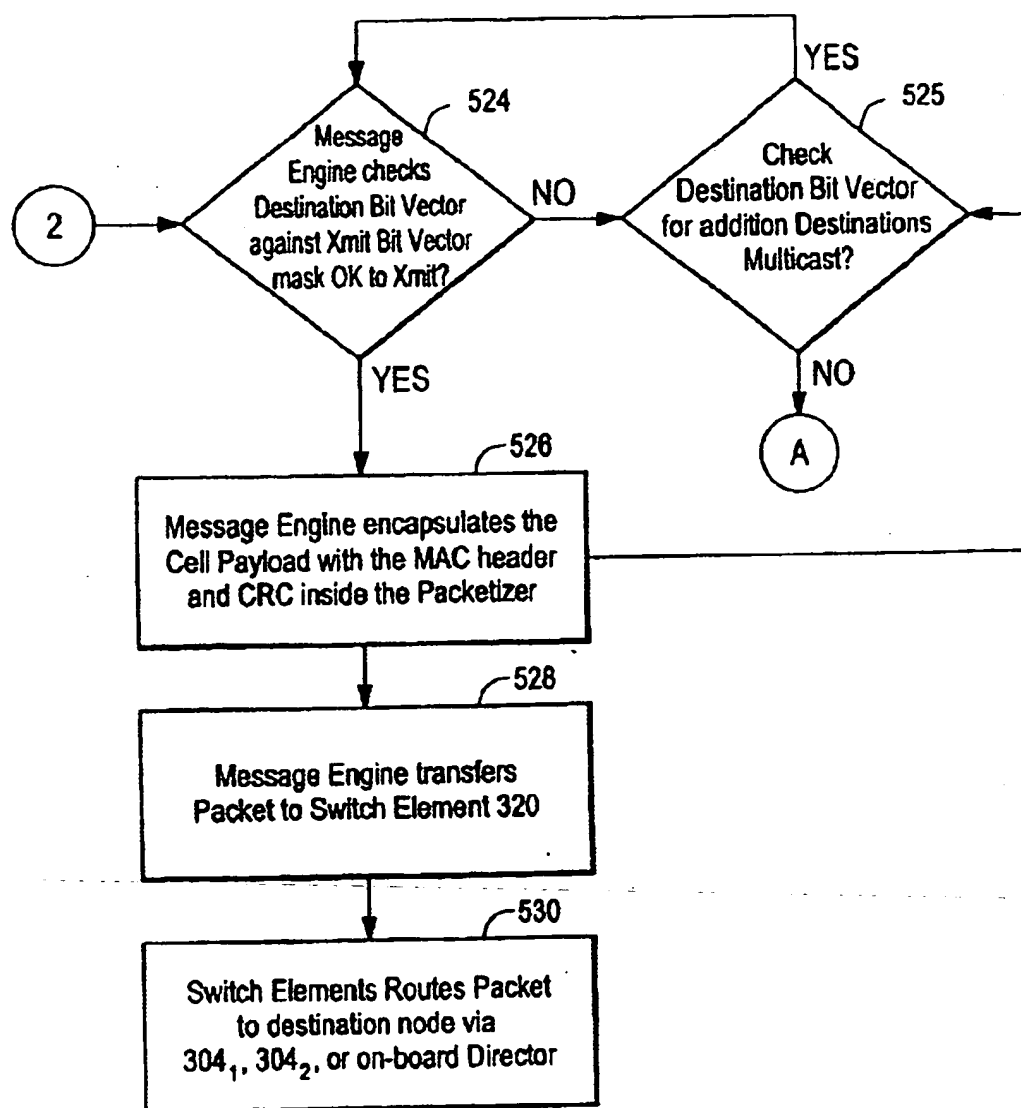 YES
524
525
Message
Engine checks
Destination Bit Vector
against Xmit Bit Vector
mask OK to Xmit?
Check
Destination Bit Vector
for addition Destinations
Multicast?
2
NO
YES
NO
A
526
Message Engine encapsulates the
Cell Payload with the MAC header
and CRC inside the Packetizer
528
Message Engine transfers
Packet to Switch Element 320
530
Switch Elements Routes Packet
to destination node via
304₁, 304₂, or on-board Director